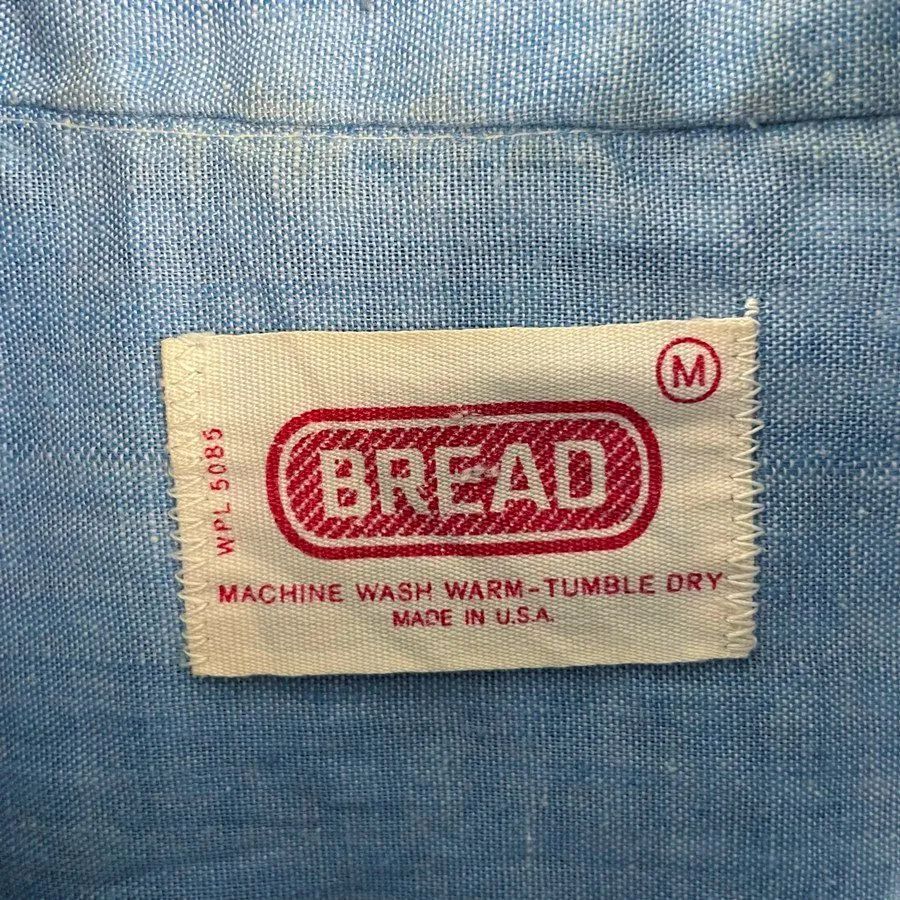 M
BREAD
WPL 5085
MACHINE WASH WARM-TUMBLE DRY
MADE IN U.S.A.